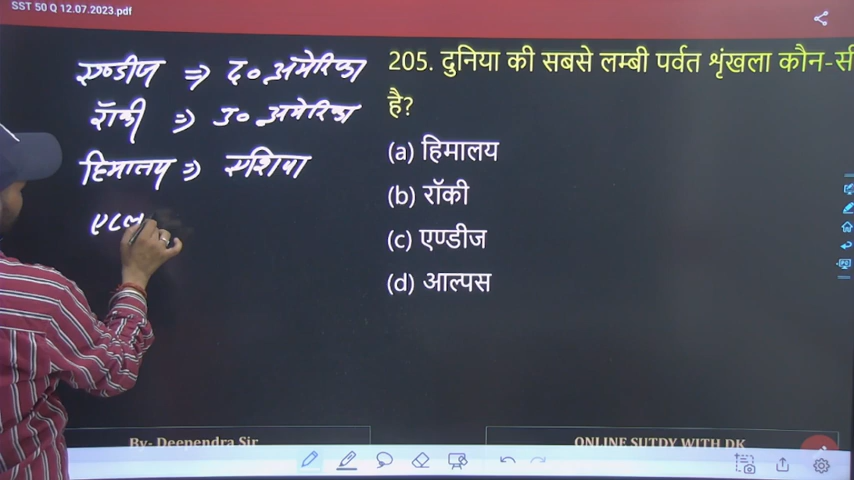 SST 50 Q 12.07.2023.pdf
एण्डीज ⇒ द० अमेरिका
रॉकी ⇒ उ० अमेरिका
हिमालय ⇒ एशिया
205. दुनिया की सबसे लम्बी पर्वत शृंखला कौन-सी
है?
(a) हिमालय
(b) रॉकी
(c) एण्डीज
(d) आल्पस
By- Deependra Sir
ONLINE SUTDY WITH DK